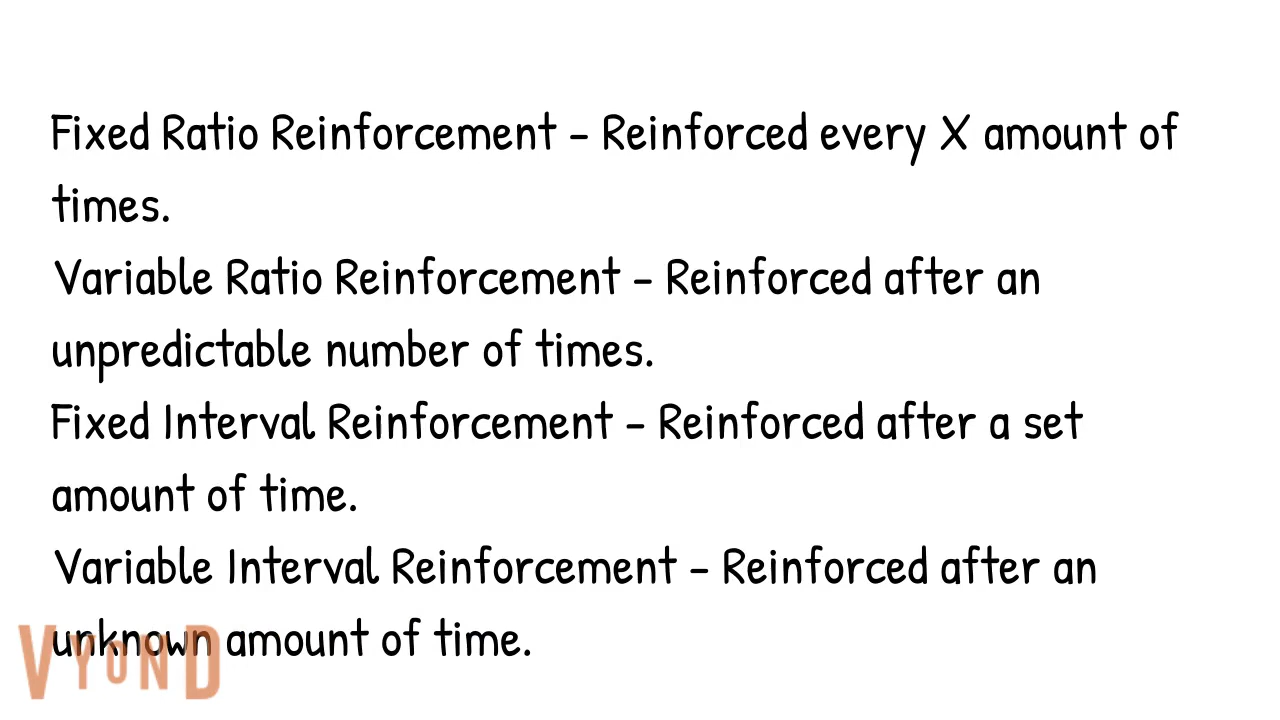 Fixed Ratio Reinforcement - Reinforced every X amount of
times.
Variable Ratio Reinforcement - Reinforced after an
unpredictable number of times.
Fixed Interval Reinforcement - Reinforced after a set
amount of time.
Variable Interval Reinforcement - Reinforced after an
unknown amount of time.
VYOND